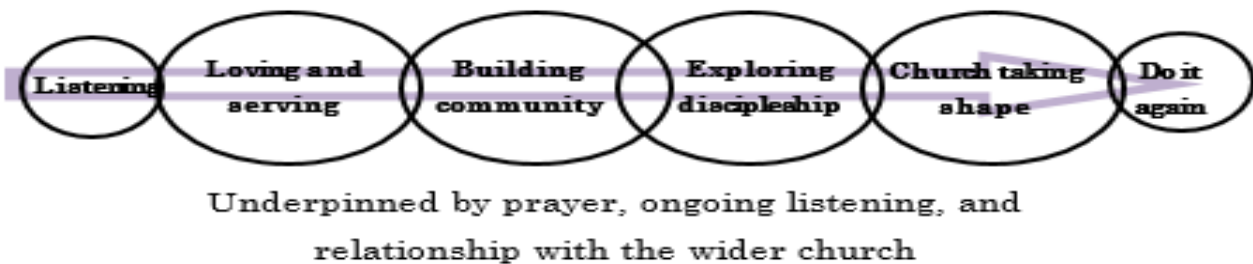 Listening
Loving and
serving
Building
community
Exploring
discipleship
Church taking
shape
Do it
again
Underpinned by prayer, ongoing listening, and
relationship with the wider church